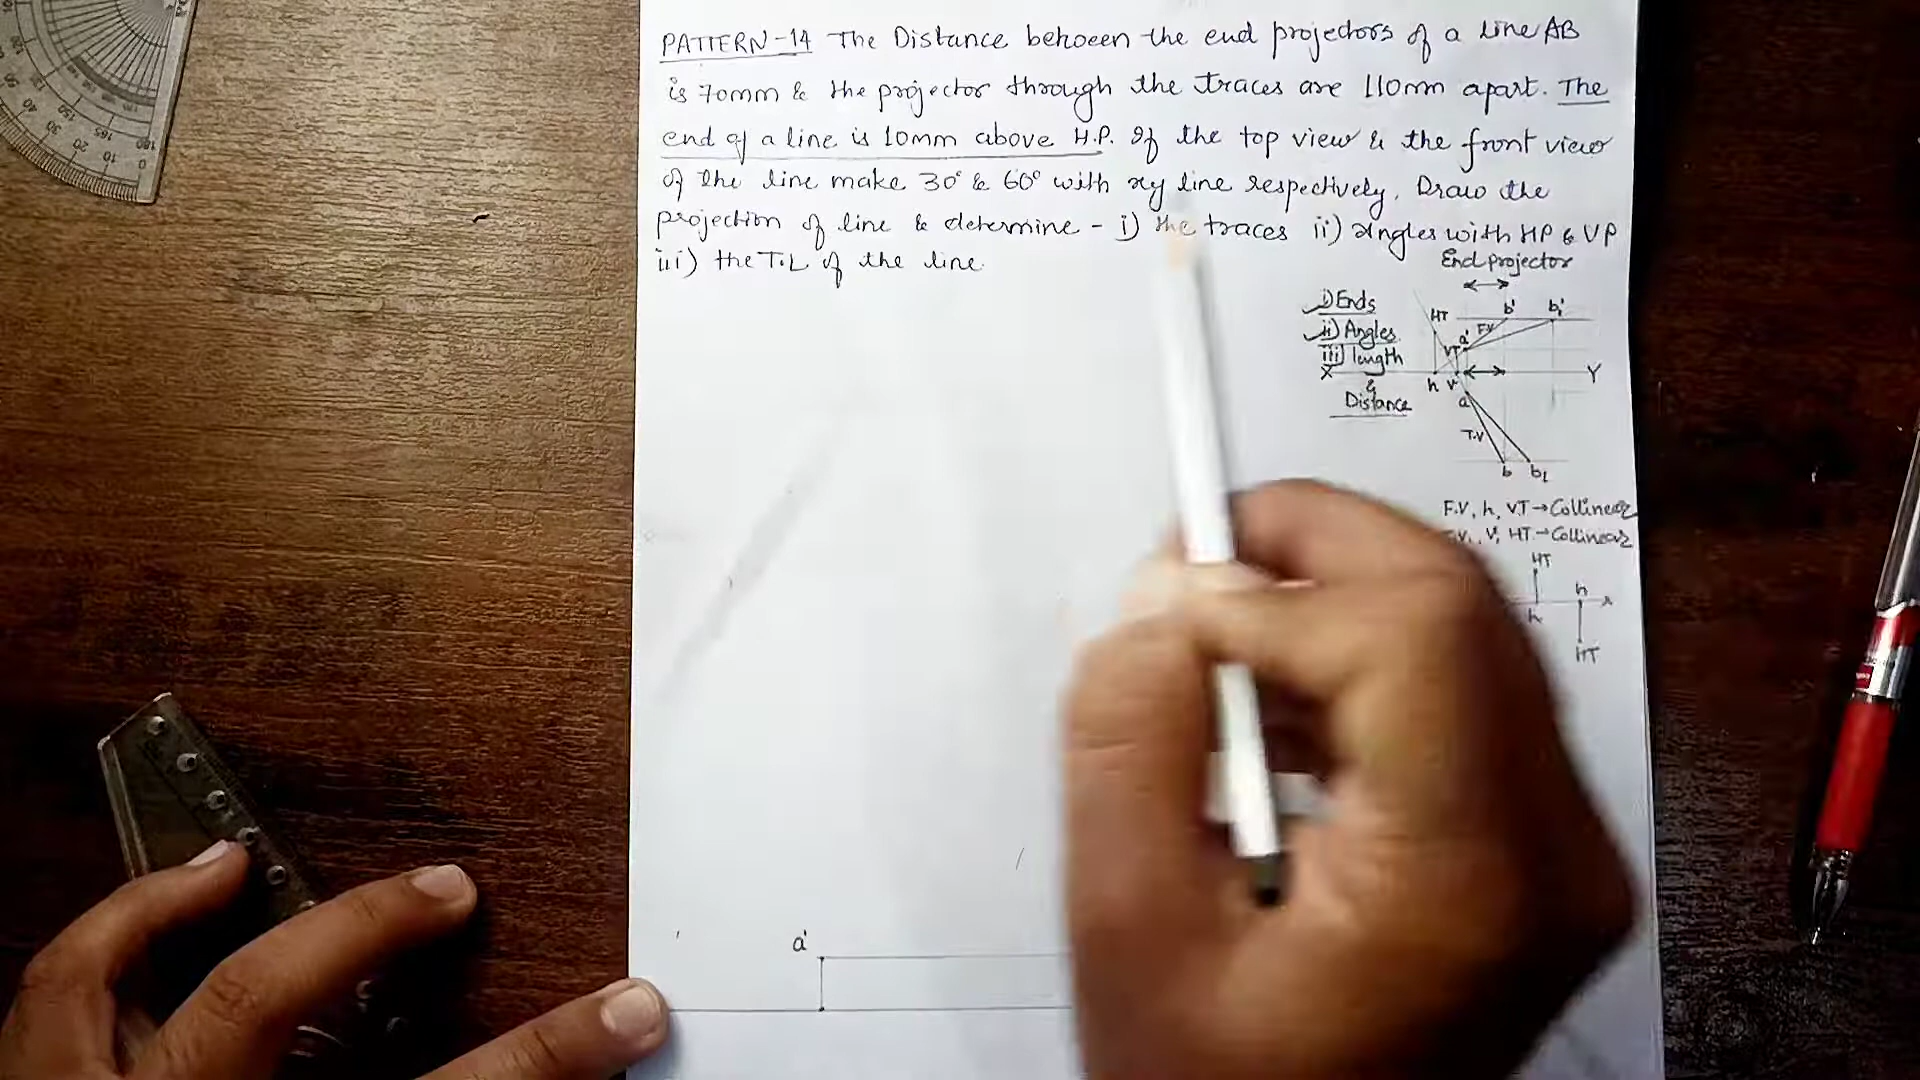 PATTERN-14 The Distance between the end projectors of a line AB
is 70mm & the projector through the traces are 110mm apart. The
end of a line is 10mm above H.P. If the top view & the front view
of the line make 30° & 60° with xy line respectively. Draw the
projection of line & determine - i) the traces ii) angles with HP & VP
iii) the T.L of the line.
End projector
i) Ends
ii) Angles
iii) length
&
Distance
HT b' b1'
F.V
a'
VT
X h v Y
a
T.V
b b1
F.V, h, V.T → Collinear
V, HT → Collinear
HT
h
h
HT
a'